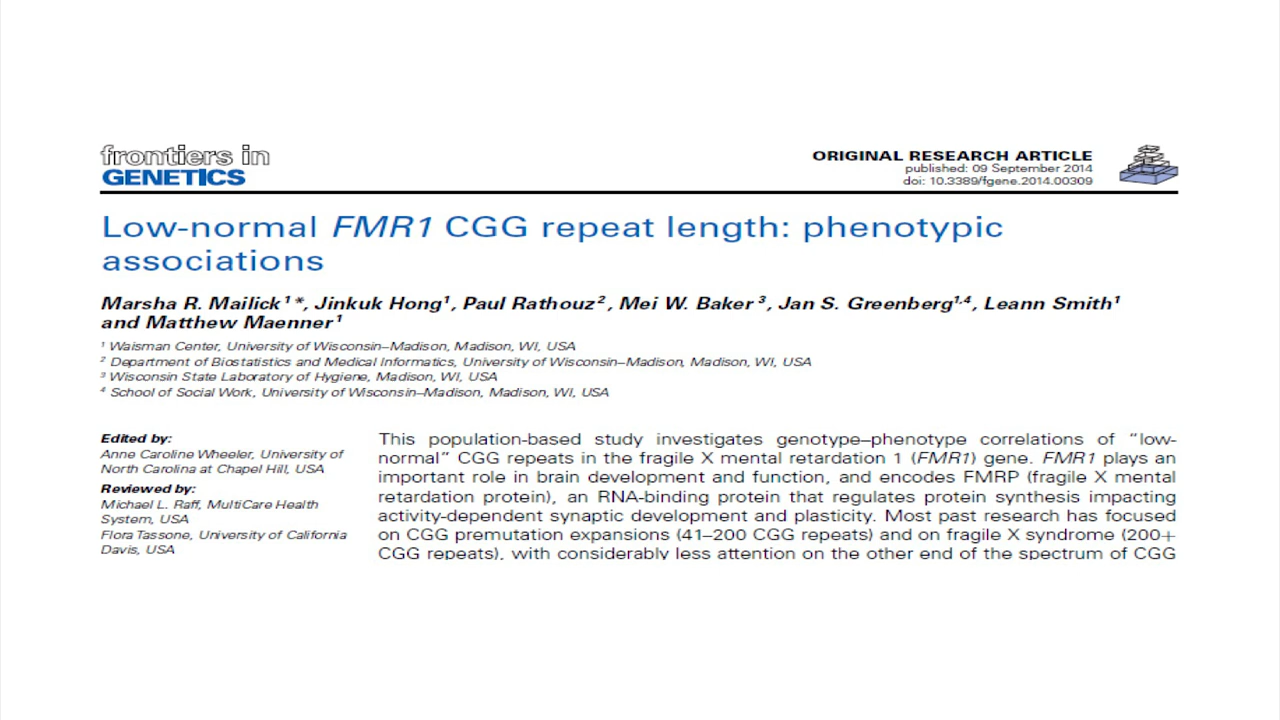 frontiers in
GENETICS
ORIGINAL RESEARCH ARTICLE
published: 09 September 2014
doi: 10.3389/fgene.2014.00309
Low-normal FMR1 CGG repeat length: phenotypic
associations
Marsha R. Mailick1*, Jinkuk Hong1, Paul Rathouz2, Mei W. Baker3, Jan S. Greenberg1,4, Leann Smith1
and Matthew Maenner1
1 Waisman Center, University of Wisconsin–Madison, Madison, WI, USA
2 Department of Biostatistics and Medical Informatics, University of Wisconsin–Madison, Madison, WI, USA
3 Wisconsin State Laboratory of Hygiene, Madison, WI, USA
4 School of Social Work, University of Wisconsin–Madison, Madison, WI, USA
Edited by:
Anne Caroline Wheeler, University of
North Carolina at Chapel Hill, USA
Reviewed by:
Michael L. Raff, MultiCare Health
System, USA
Flora Tassone, University of California
Davis, USA
This population-based study investigates genotype–phenotype correlations of “low-
normal” CGG repeats in the fragile X mental retardation 1 (FMR1) gene. FMR1 plays an
important role in brain development and function, and encodes FMRP (fragile X mental
retardation protein), an RNA-binding protein that regulates protein synthesis impacting
activity-dependent synaptic development and plasticity. Most past research has focused
on CGG premutation expansions (41–200 CGG repeats) and on fragile X syndrome (200+
CGG repeats), with considerably less attention on the other end of the spectrum of CGG